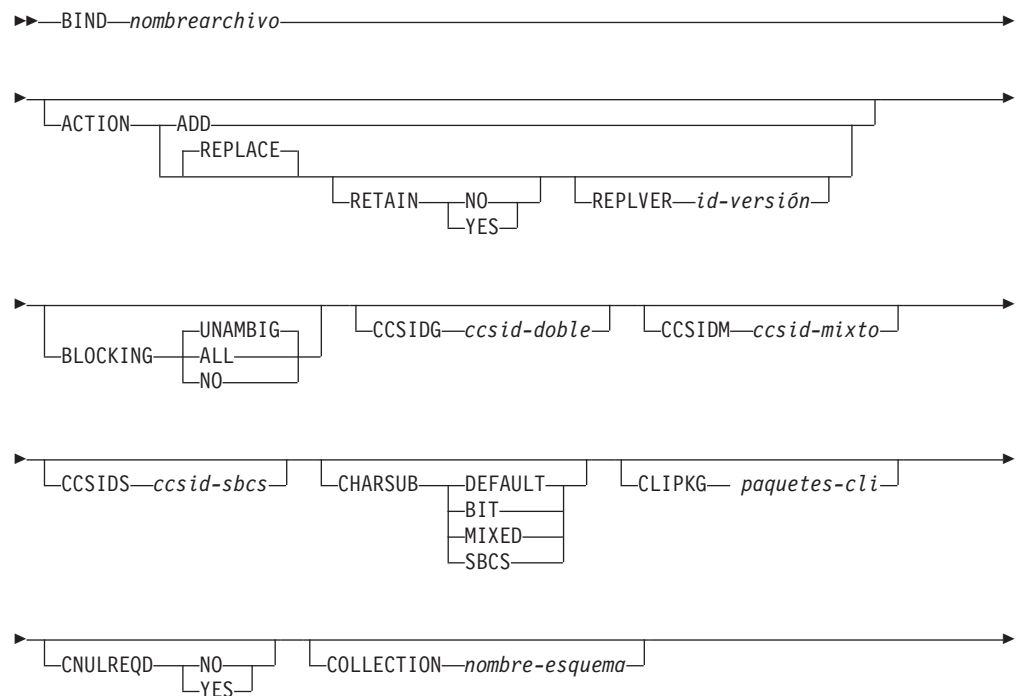 BIND nombrearchivo
ACTION ADD
REPLACE
RETAIN NO REPLVER id-versión
YES
UNAMBIG CCSIDG ccsid-doble CCSIDM ccsid-mixto
BLOCKING ALL
NO
CCSIDS ccsid-sbcs CHARSUB DEFAULT CLIPKG paquetes-cli
BIT
MIXED
SBCS
CNULREQD NO COLLECTION nombre-esquema
YES